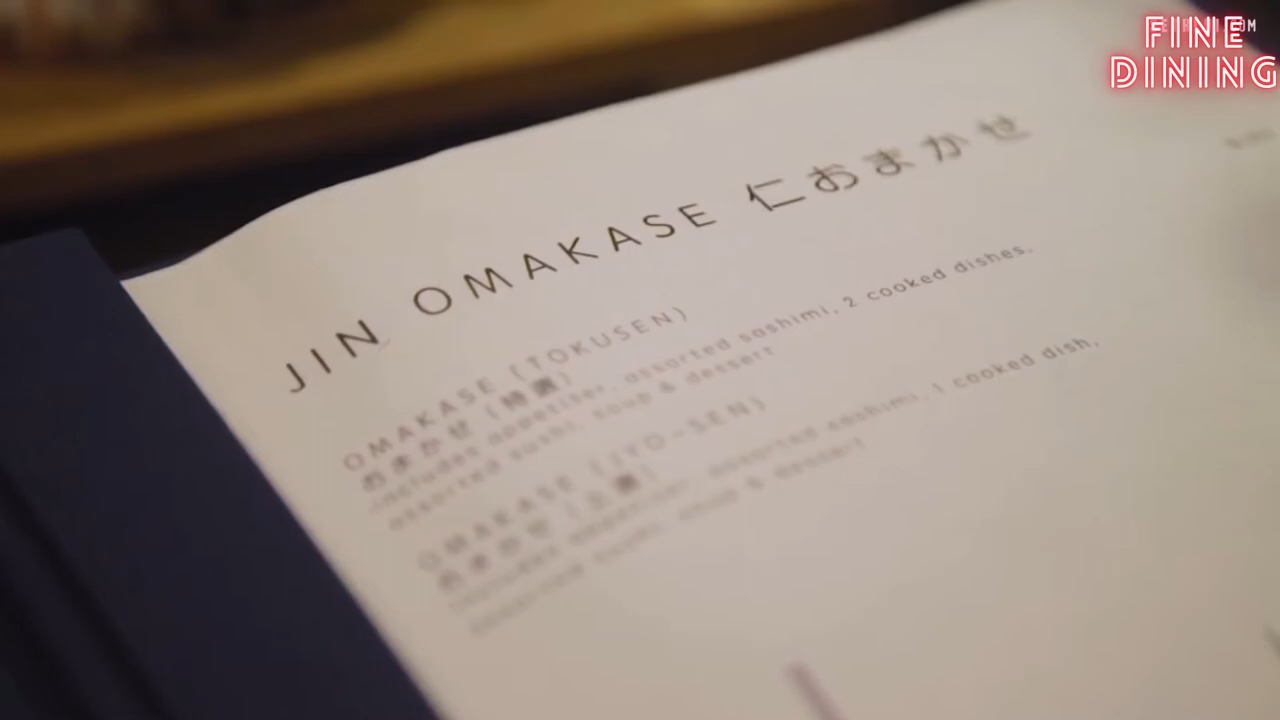 FINE
DINING
JIN OMAKASE 仁おまかせ
OMAKASE (TOKUSEN)
おまかせ (特選)
includes appetiter, assorted sashimi, 2 cooked dishes,
assorted sushi, soup & dessert
OMAKASE (JYO-SEN)
おまかせ (上選)
includes appetiter, assorted sashimi, 1 cooked dish,
assorted sushi, soup & dessert